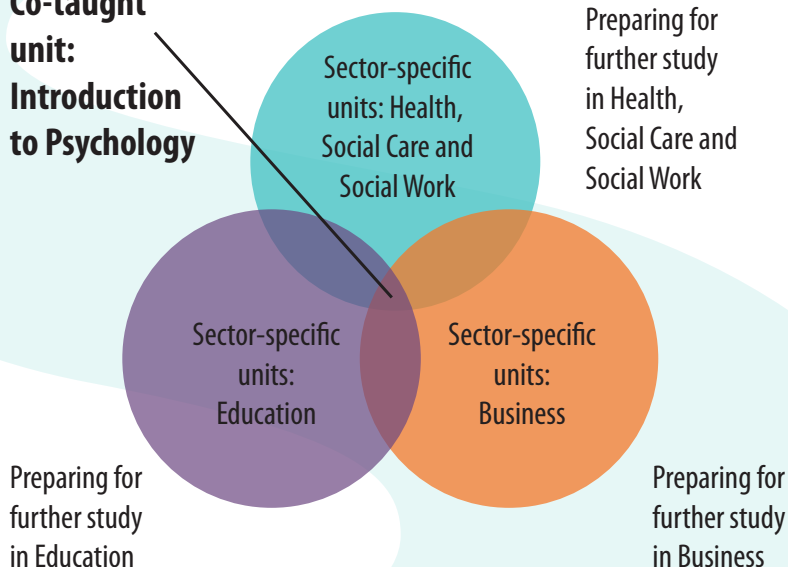 Co-taught
unit:
Introduction
to Psychology
Preparing for
further study
in Health,
Social Care and
Social Work
Sector-specific
units: Health,
Social Care and
Social Work
Sector-specific
units:
Education
Sector-specific
units:
Business
Preparing for
further study
in Education
Preparing for
further study
in Business